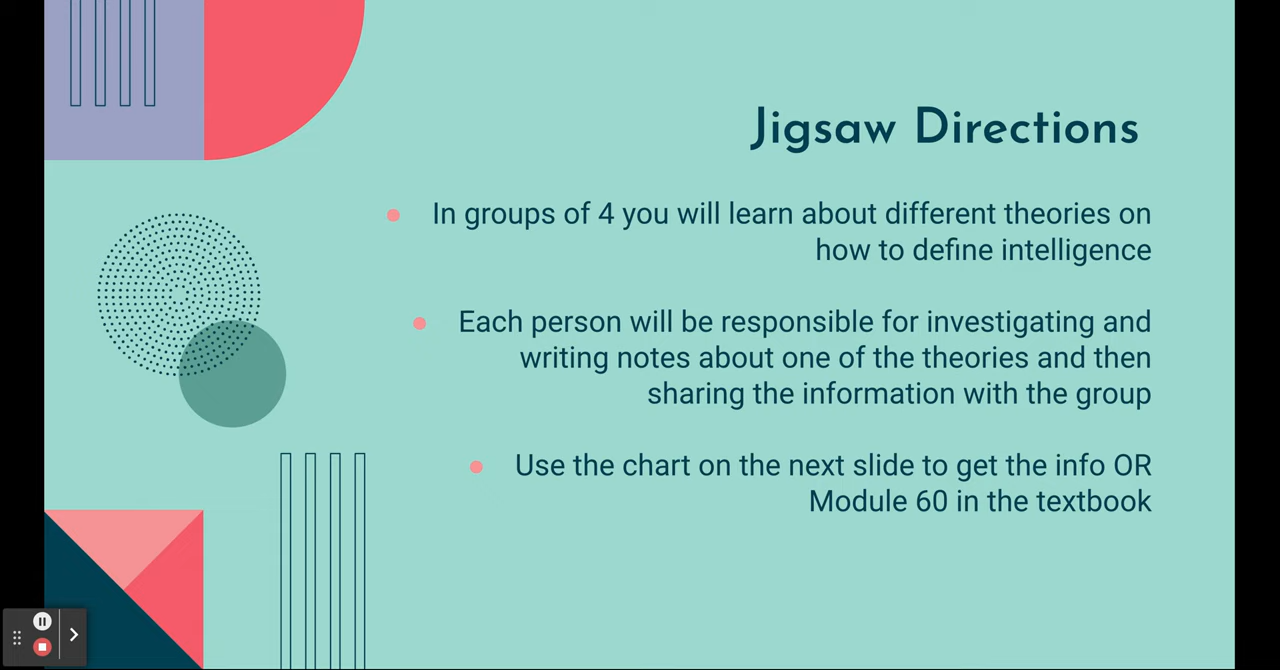 Jigsaw Directions
In groups of 4 you will learn about different theories on
how to define intelligence
Each person will be responsible for investigating and
writing notes about one of the theories and then
sharing the information with the group
Use the chart on the next slide to get the info OR
Module 60 in the textbook